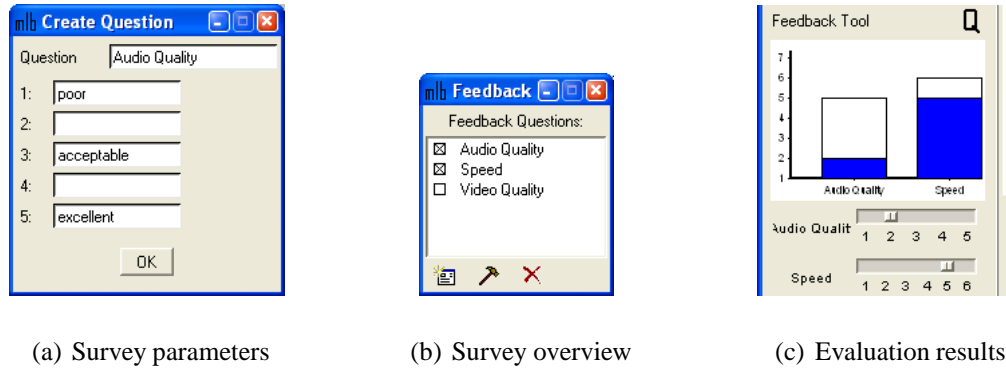 mlb Create Question
Question Audio Quality
1: poor
2:
3: acceptable
4:
5: excellent
OK
(a) Survey parameters
mlb Feedback
Feedback Questions:
Audio Quality
Speed
Video Quality
(b) Survey overview
Feedback Tool Q
7
6
5
4
3
2
1
Audio Quality Speed
Audio Qualit
1 2 3 4 5
Speed
1 2 3 4 5 6
(c) Evaluation results